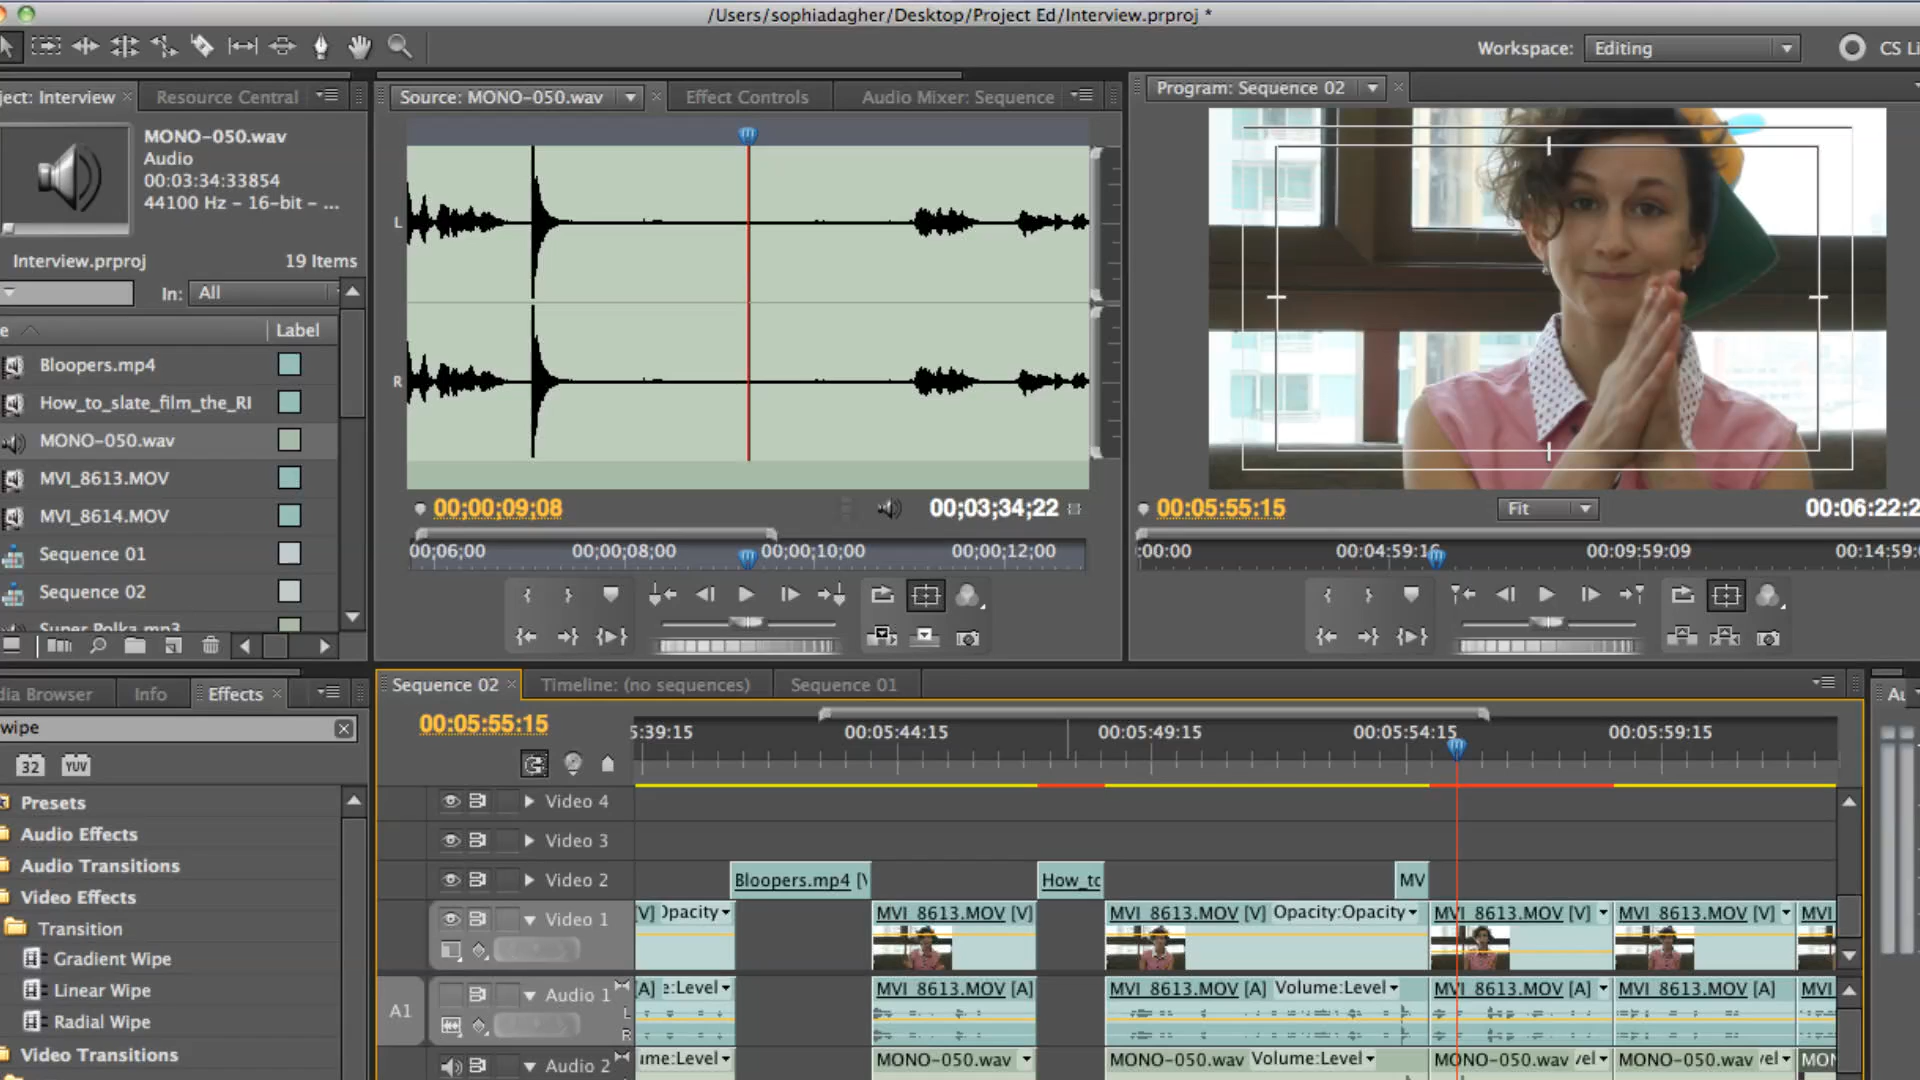 /Users/sophiadagher/Desktop/Project Ed/Interview.prproj *
Workspace: Editing CS Li
ject: Interview × Resource Central
Source: MONO-050.wav × Effect Controls Audio Mixer: Sequence
Program: Sequence 02 ×
MONO-050.wav
Audio
00:03:34:33854
44100 Hz - 16-bit - ...
L
R
Interview.prproj 19 Items
In: All
e Label
Bloopers.mp4
How_to_slate_film_the_RI
MONO-050.wav
MVI_8613.MOV
MVI_8614.MOV
Sequence 01
Sequence 02
Super Polka.mp3
00;00;09;08 00;03;34;22
00;06;00 00;00;08;00 00;00;10;00 00;00;12;00
00:05:55:15 Fit 00:06:22:2
:00:00 00:04:59:16 00:09:59:09 00:14:59:
dia Browser Info Effects ×
wipe
32 YUV
Presets
Audio Effects
Audio Transitions
Video Effects
Transition
Gradient Wipe
Linear Wipe
Radial Wipe
Video Transitions
Sequence 02 × Timeline: (no sequences) Sequence 01
Au
00:05:55:15
5:39:15 00:05:44:15 00:05:49:15 00:05:54:15 00:05:59:15
Video 4
Video 3
Video 2 Bloopers.mp4 [V How_to MV
Video 1 [V] Opacity MVI_8613.MOV [V] MVI_8613.MOV [V] Opacity:Opacity MVI_8613.MOV [V] MVI_8613.MOV [V] MVI
A1 Audio 1 [A] e:Level MVI_8613.MOV [A] MVI_8613.MOV [A] Volume:Level MVI_8613.MOV [A] MVI_8613.MOV [A] MVI
L
R
Audio 2 ume:Level MONO-050.wav MONO-050.wav Volume:Level MONO-050.wav vel MONO-050.wav vel MON